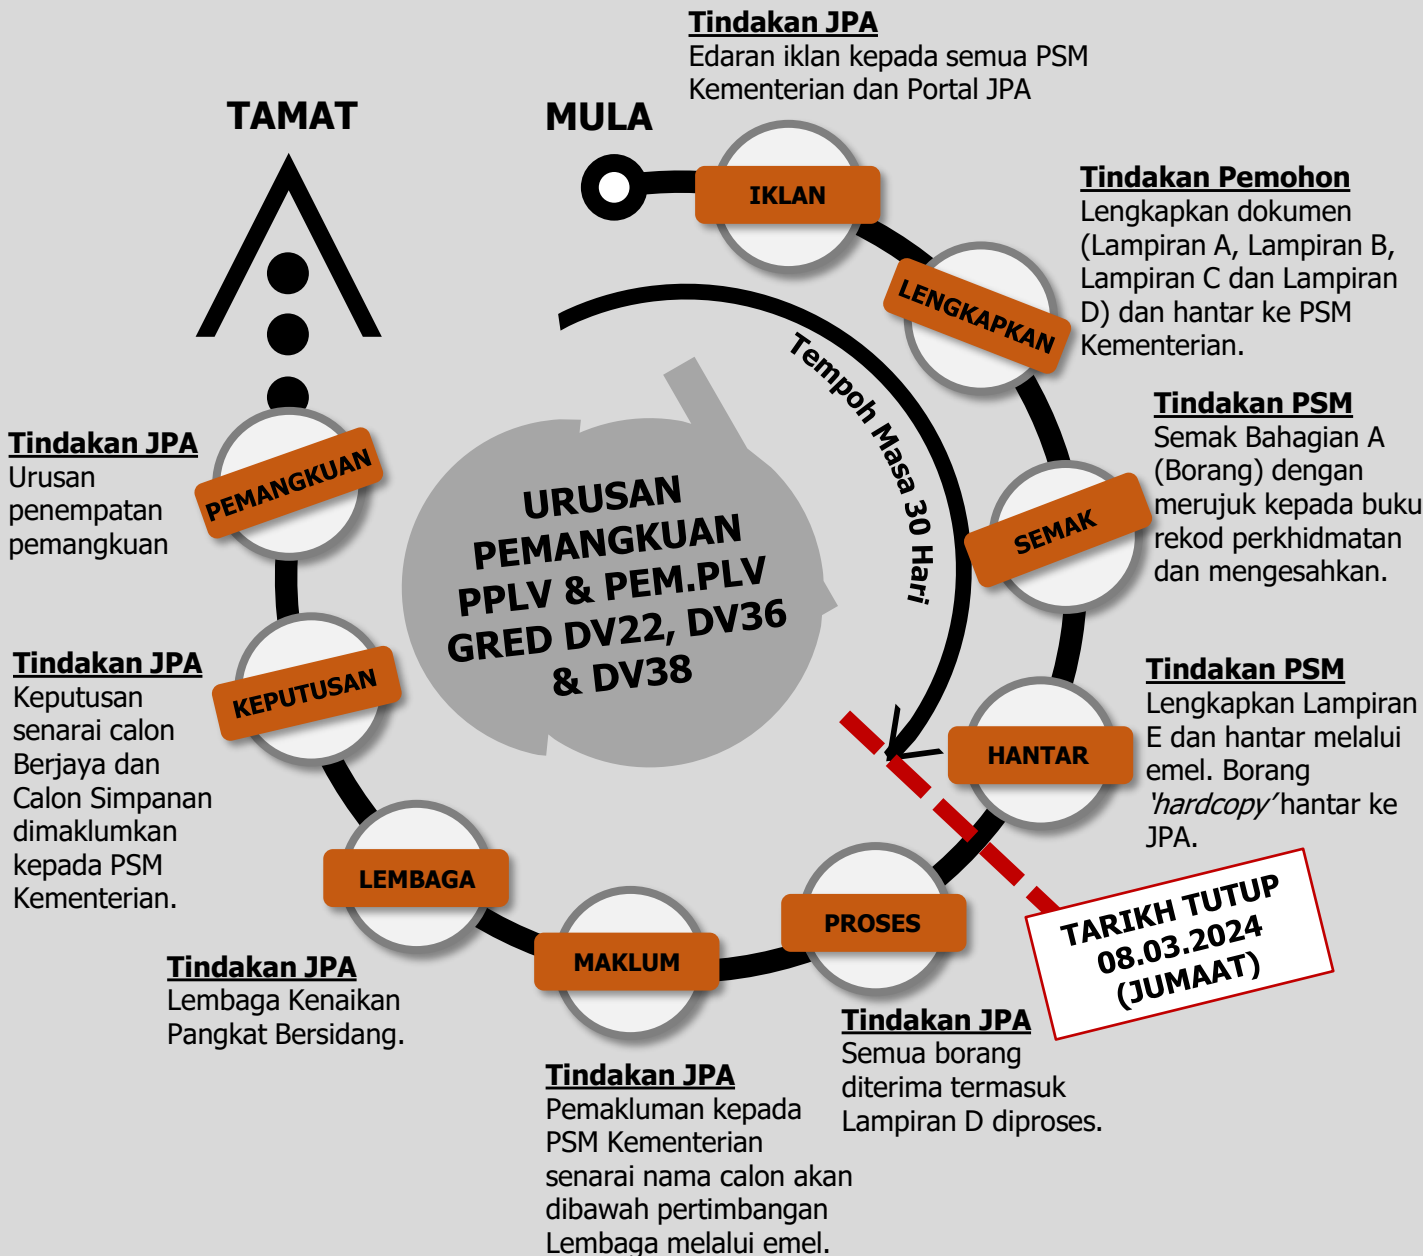 TAMAT
MULA
Tindakan JPA
Edaran iklan kepada semua PSM
Kementerian dan Portal JPA
IKLAN
Tindakan Pemohon
Lengkapkan dokumen
(Lampiran A, Lampiran B,
Lampiran C dan Lampiran
D) dan hantar ke PSM
Kementerian.
LENGKAPKAN
Tempoh Masa 30 Hari
Tindakan PSM
Semak Bahagian A
(Borang) dengan
merujuk kepada buku
rekod perkhidmatan
dan mengesahkan.
SEMAK
Tindakan PSM
Lengkapkan Lampiran
E dan hantar melalui
emel. Borang
‘hardcopy’ hantar ke
JPA.
HANTAR
TARIKH TUTUP
08.03.2024
(JUMAAT)
PROSES
Tindakan JPA
Semua borang
diterima termasuk
Lampiran D diproses.
MAKLUM
Tindakan JPA
Pemakluman kepada
PSM Kementerian
senarai nama calon akan
dibawah pertimbangan
Lembaga melalui emel.
LEMBAGA
Tindakan JPA
Lembaga Kenaikan
Pangkat Bersidang.
KEPUTUSAN
Tindakan JPA
Keputusan
senarai calon
Berjaya dan
Calon Simpanan
dimaklumkan
kepada PSM
Kementerian.
PEMANGKUAN
Tindakan JPA
Urusan
penempatan
pemangkuan
URUSAN
PEMANGKUAN
PPLV & PEM.PLV
GRED DV22, DV36
& DV38